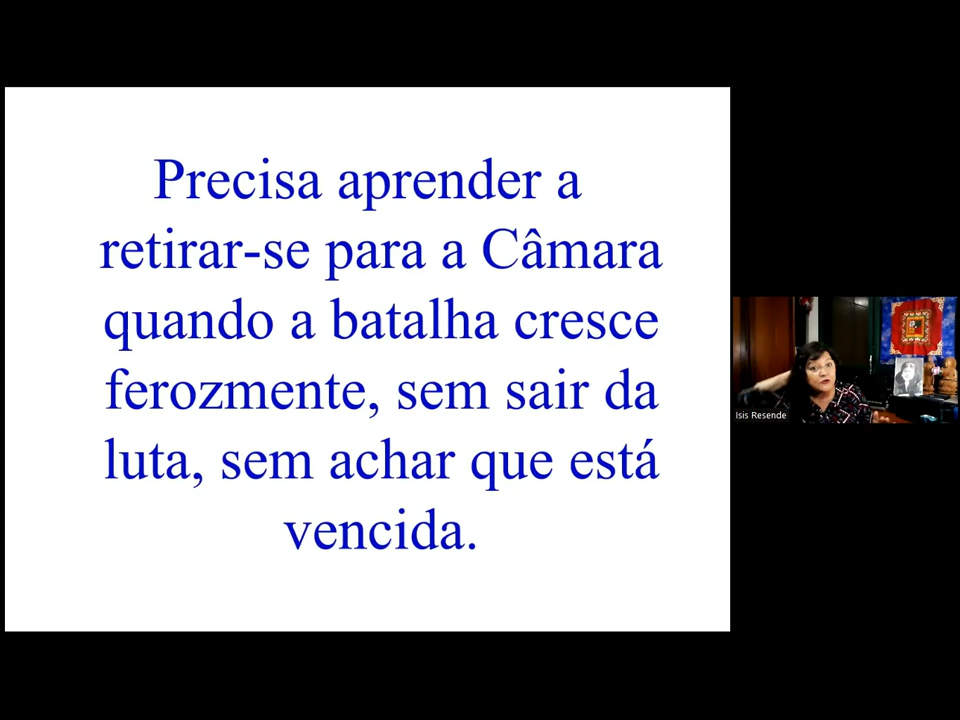 Precisa aprender a
retirar-se para a Câmara
quando a batalha cresce
ferozmente, sem sair da
luta, sem achar que está
vencida.
Isis Resende